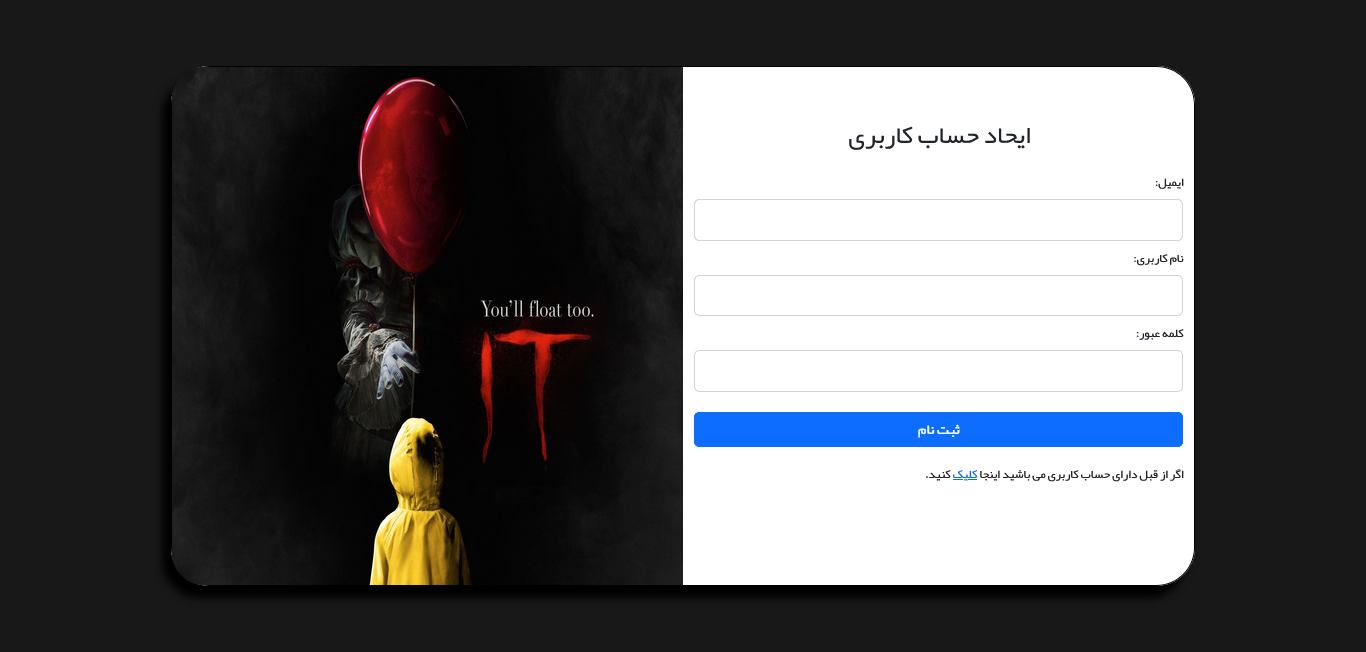 ایحاد حساب کاربری
ایمیل:
نام کاربری:
کلمه عبور:
ثبت نام
اگر از قبل دارای حساب کاربری می باشید اینجا کلیک کنید.
You'll float too.
IT